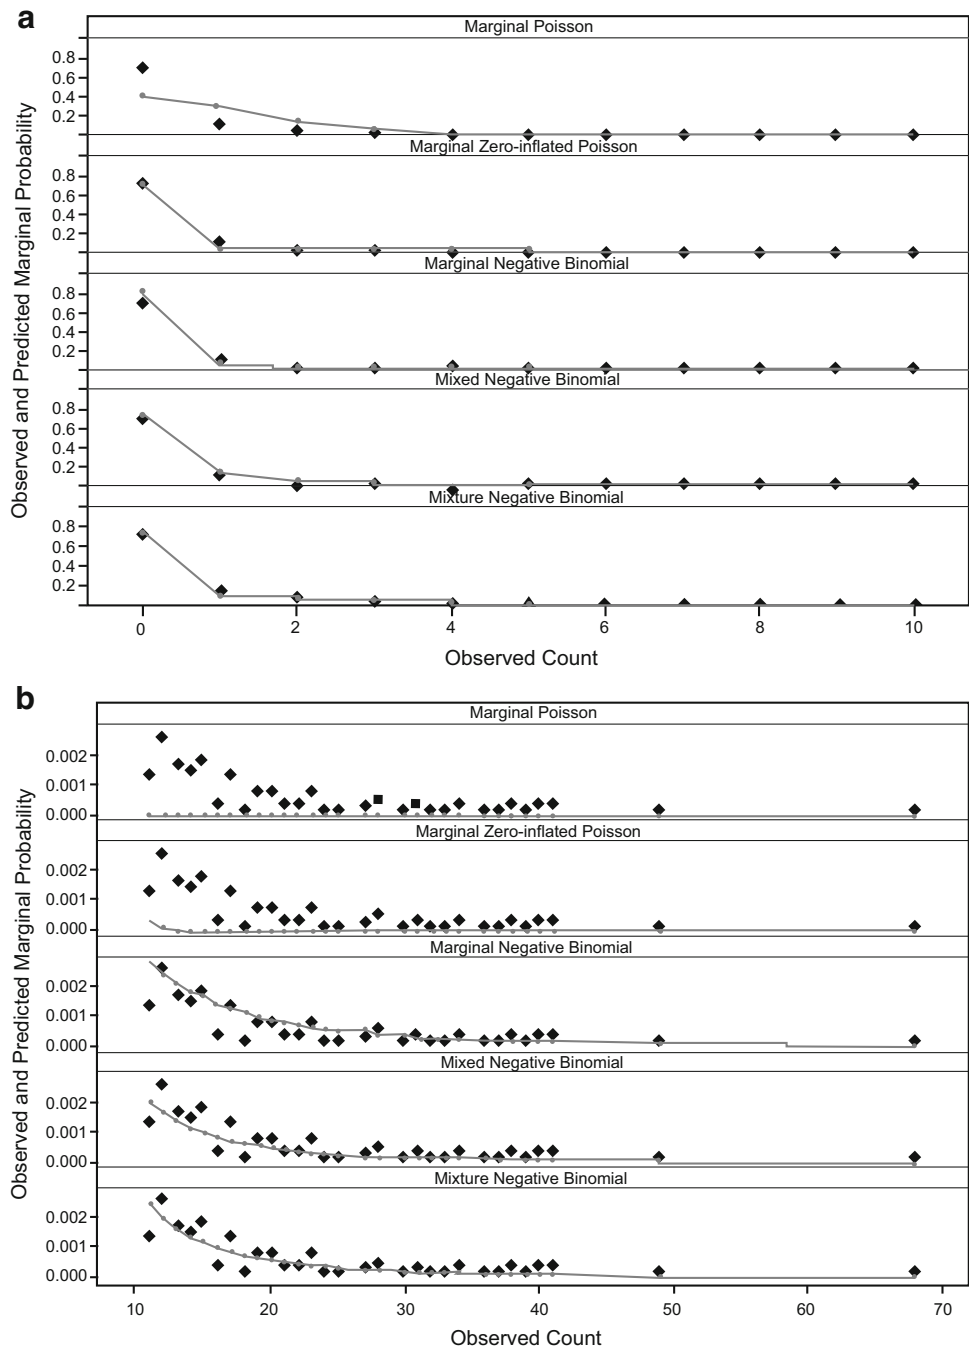 a
Observed and Predicted Marginal Probability
Marginal Poisson
0.8
0.6
0.4
0.2
Marginal Zero-inflated Poisson
0.8
0.6
0.4
0.2
Marginal Negative Binomial
0.8
0.6
0.4
0.2
Mixed Negative Binomial
0.8
0.6
0.4
0.2
Mixture Negative Binomial
0.8
0.6
0.4
0.2
0 2 4 6 8 10
Observed Count
b
Observed and Predicted Marginal Probability
Marginal Poisson
0.002
0.001
0.000
Marginal Zero-inflated Poisson
0.002
0.001
0.000
Marginal Negative Binomial
0.002
0.001
0.000
Mixed Negative Binomial
0.002
0.001
0.000
Mixture Negative Binomial
0.002
0.001
0.000
10 20 30 40 50 60 70
Observed Count